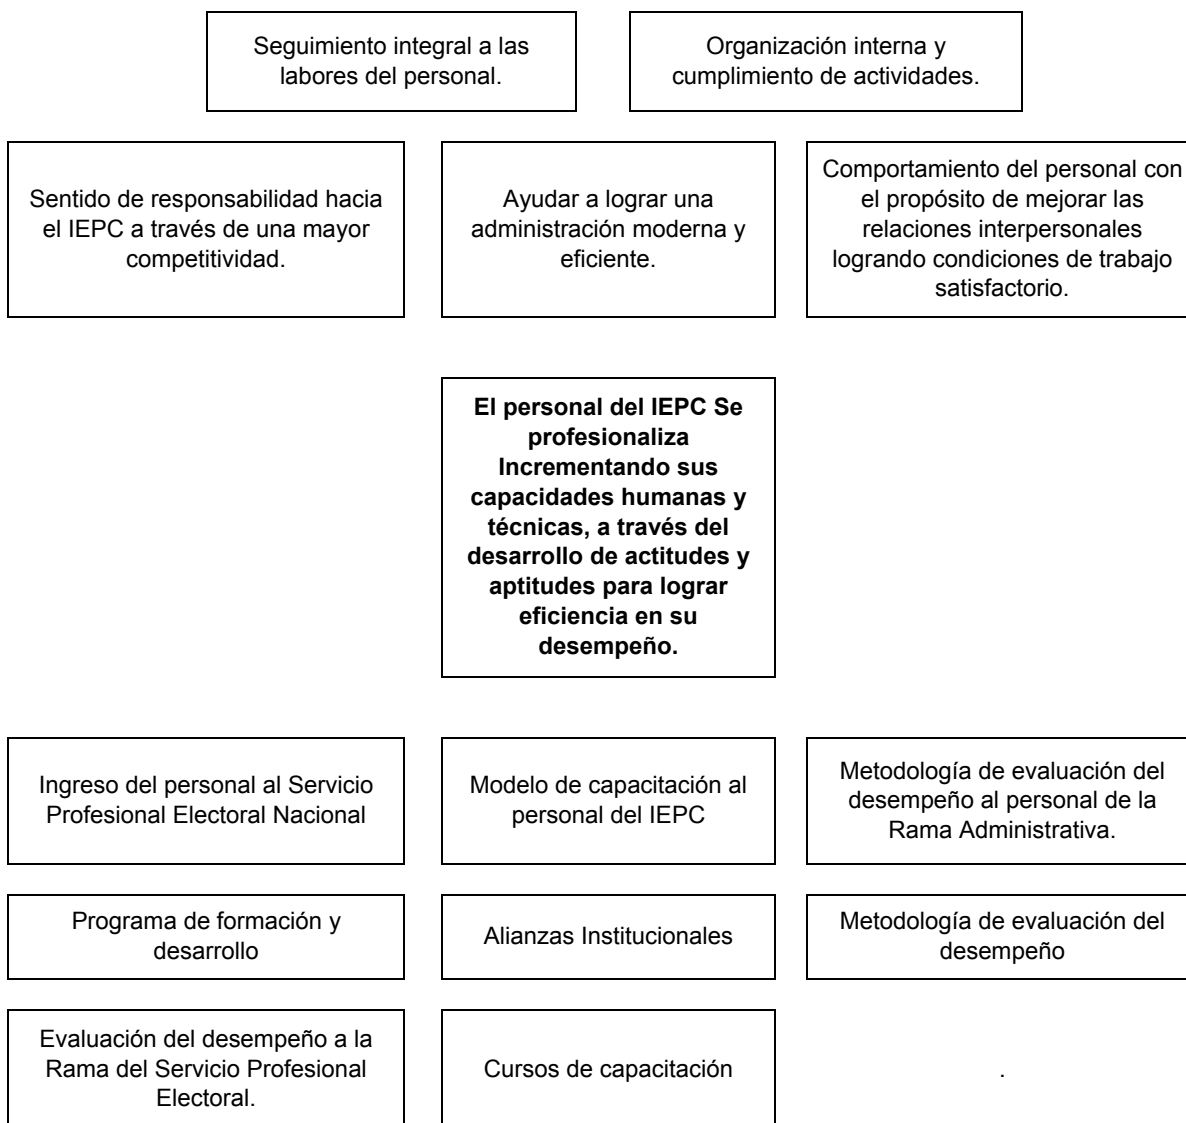 Seguimiento integral a las
labores del personal.
Organización interna y
cumplimiento de actividades.
Sentido de responsabilidad hacia
el IEPC a través de una mayor
competitividad.
Ayudar a lograr una
administración moderna y
eficiente.
Comportamiento del personal con
el propósito de mejorar las
relaciones interpersonales
logrando condiciones de trabajo
satisfactorio.
El personal del IEPC Se
profesionaliza
Incrementando sus
capacidades humanas y
técnicas, a través del
desarrollo de actitudes y
aptitudes para lograr
eficiencia en su
desempeño.
Ingreso del personal al Servicio
Profesional Electoral Nacional
Modelo de capacitación al
personal del IEPC
Metodología de evaluación del
desempeño al personal de la
Rama Administrativa.
Programa de formación y
desarrollo
Alianzas Institucionales
Metodología de evaluación del
desempeño
Evaluación del desempeño a la
Rama del Servicio Profesional
Electoral.
Cursos de capacitación
.